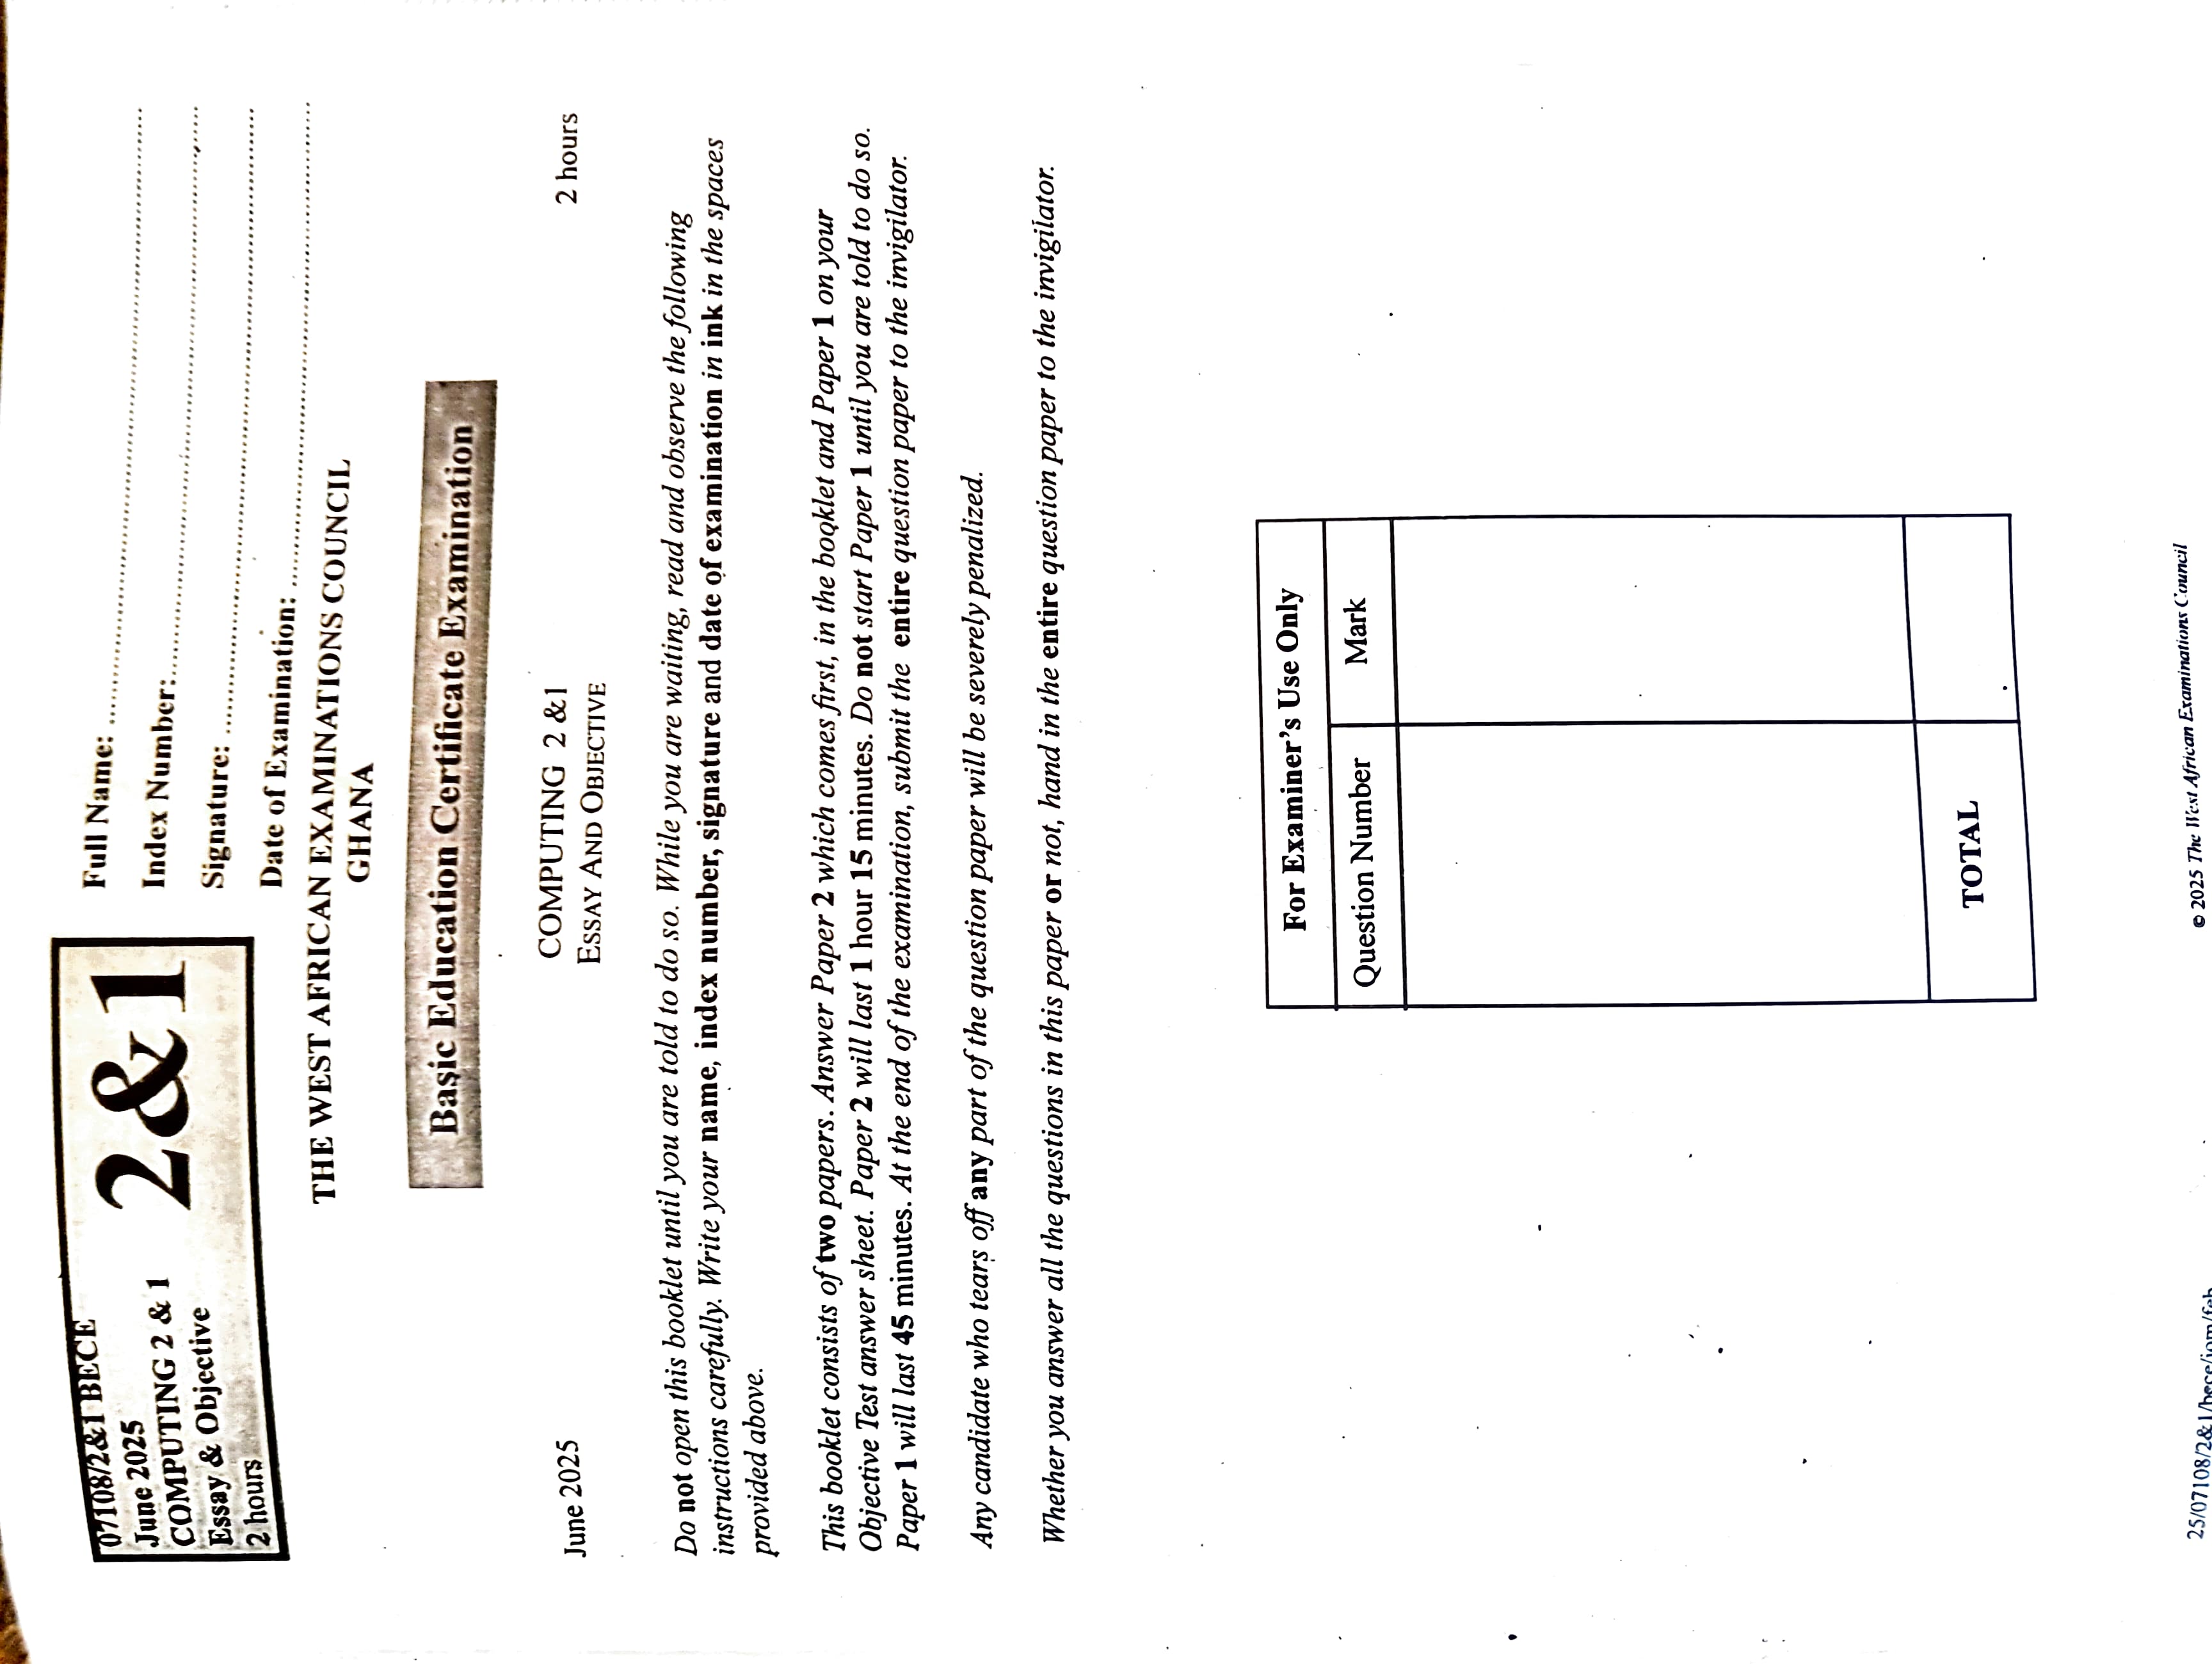 07108/2&1 BECE
June 2025
COMPUTING 2 & 1
Essay & Objective
2 hours
2&1
Full Name:
Index Number:
Signature:
Date of Examination:
THE WEST AFRICAN EXAMINATIONS COUNCIL
GHANA
Basic Education Certificate Examination
June 2025
COMPUTING 2 &1
ESSAY AND OBJECTIVE
2 hours
Do not open this booklet until you are told to do so. While you are waiting, read and observe the following
instructions carefully. Write your name, index number, signature and date of examination in ink in the spaces
provided above.
This booklet consists of two papers. Answer Paper 2 which comes first, in the booklet and Paper 1 on your
Objective Test answer sheet. Paper 2 will last 1 hour 15 minutes. Do not start Paper 1 until you are told to do so.
Paper 1 will last 45 minutes. At the end of the examination, submit the entire question paper to the invigilator.
Any candidate who tears off any part of the question paper will be severely penalized.
Whether you answer all the questions in this paper or not, hand in the entire question paper to the invigilator.
For Examiner's Use Only
Question Number Mark
TOTAL
© 2025 The West African Examinations Council
25/07108/2&1/bece/